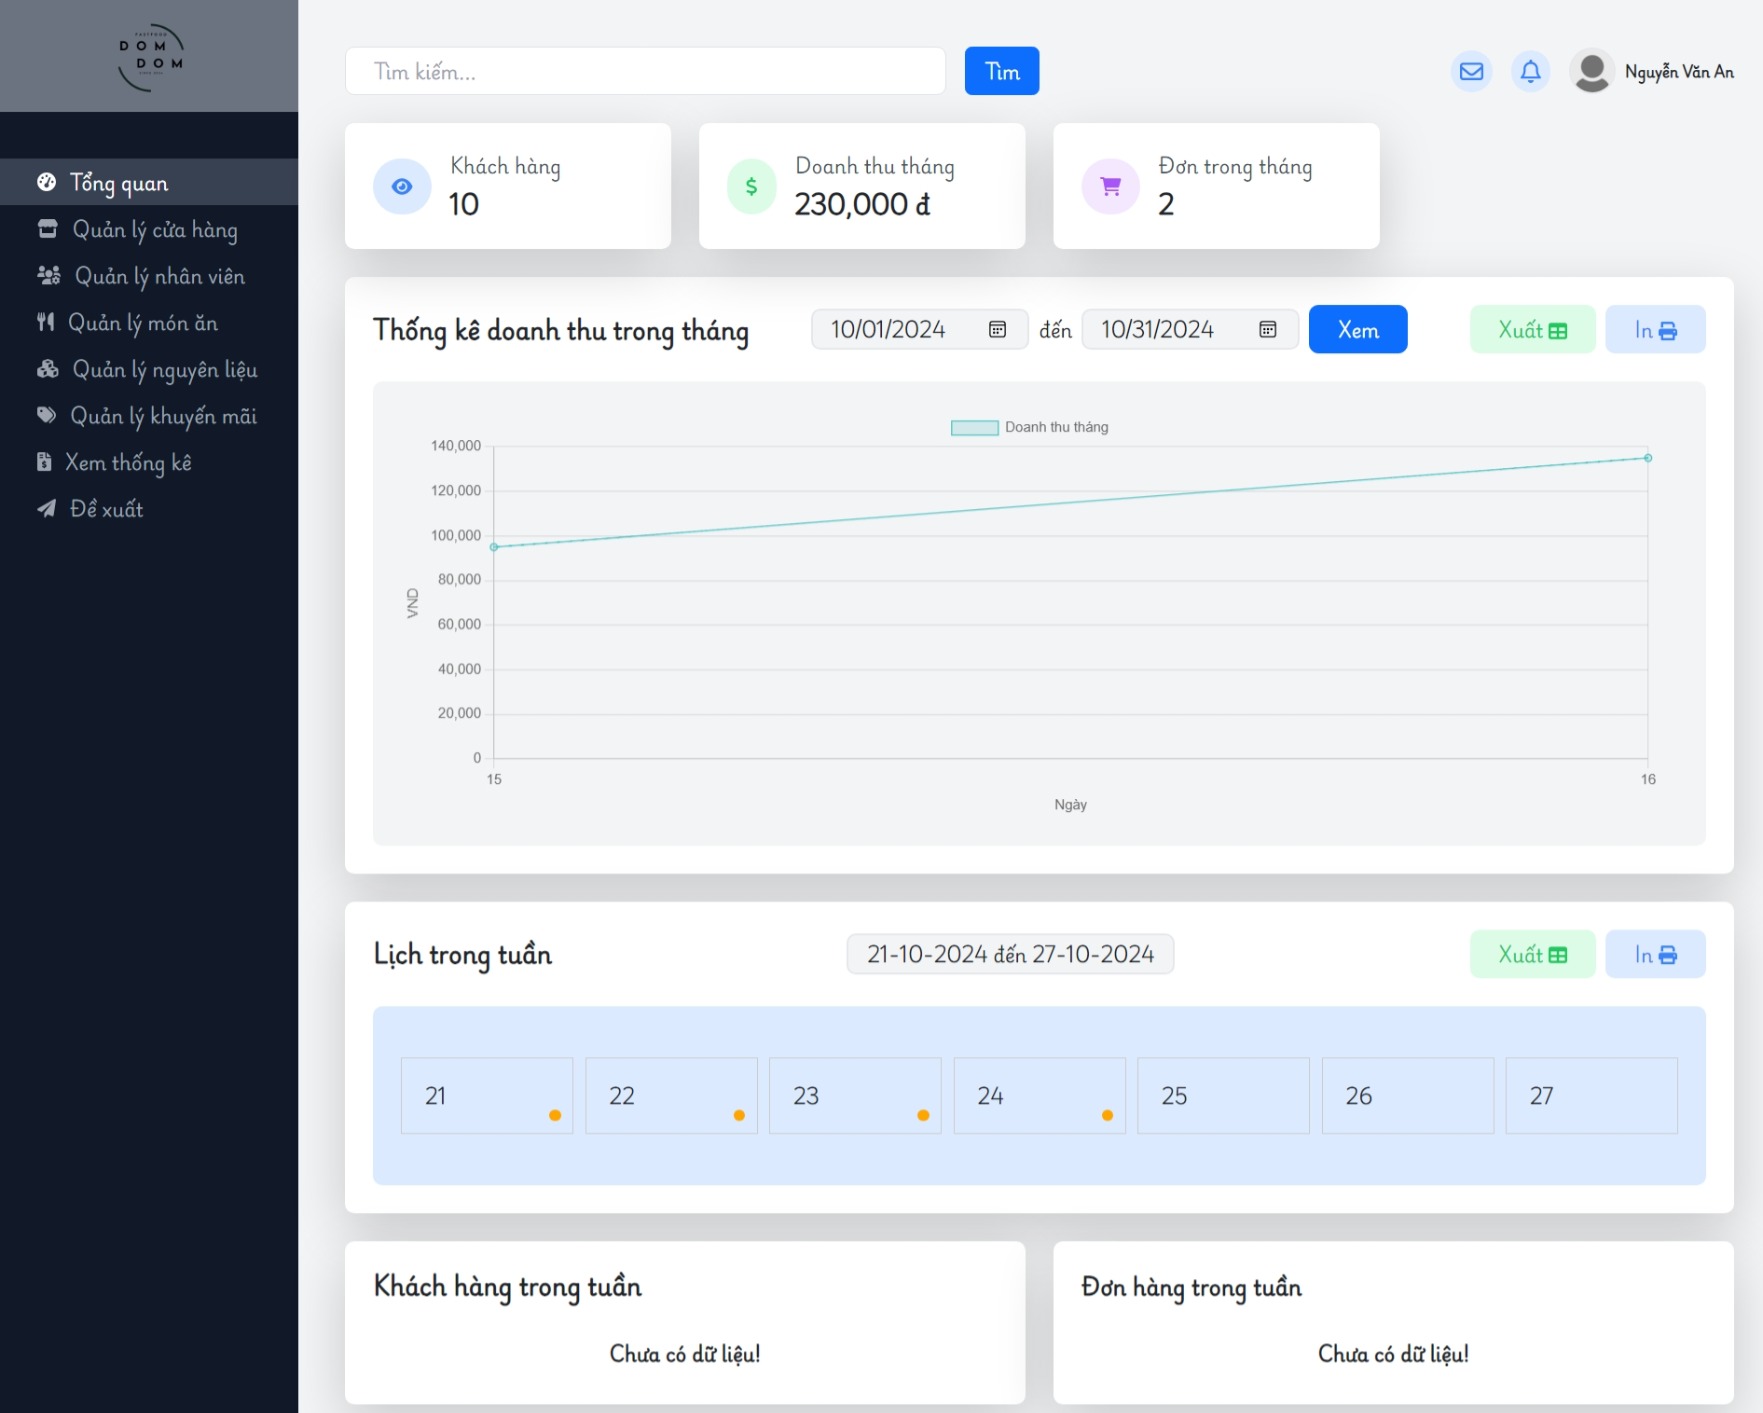 FASTFOOD
DOM
DOM
Tìm kiếm...
Tìm
Nguyễn Văn An
Tổng quan
Quản lý cửa hàng
Quản lý nhân viên
Quản lý món ăn
Quản lý nguyên liệu
Quản lý khuyến mãi
Xem thống kê
Đề xuất
Khách hàng
10
Doanh thu tháng
230,000 đ
Đơn trong tháng
2
Thống kê doanh thu trong tháng
10/01/2024
đến
10/31/2024
Xem
Xuất
In
Doanh thu tháng
140,000
120,000
100,000
80,000
60,000
40,000
20,000
0
VND
15
16
Ngày
Lịch trong tuần
21-10-2024 đến 27-10-2024
Xuất
In
21
22
23
24
25
26
27
Khách hàng trong tuần
Chưa có dữ liệu!
Đơn hàng trong tuần
Chưa có dữ liệu!